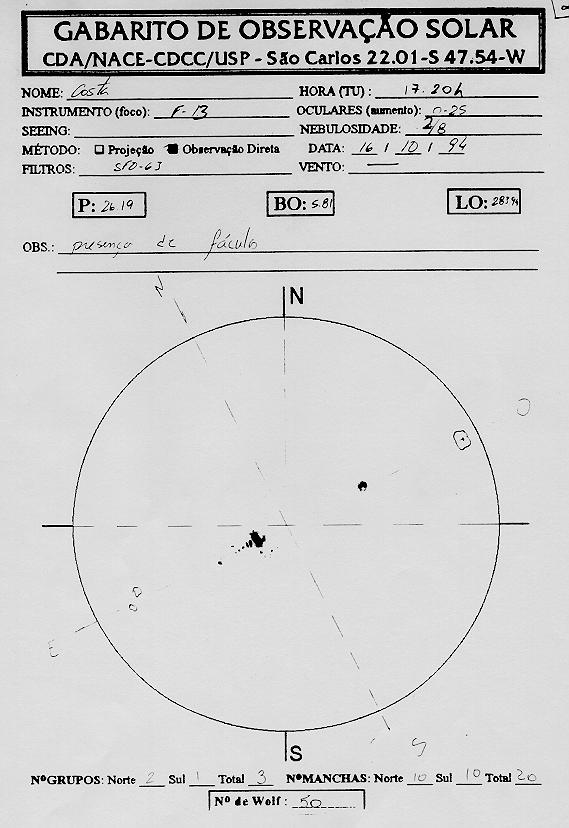 GABARITO DE OBSERVAÇÃO SOLAR
CDA/NACE-CDCC/USP - São Carlos 22.01-S 47.54-W
NOME: Costa HORA (TU) : 17.20h
INSTRUMENTO (foco): F-13 OCULARES (aumento): 0-25
SEEING: NEBULOSIDADE: 2/8
MÉTODO: Projeção Observação Direta DATA: 16 / 10 / 94
FILTROS: SFO-63 VENTO: —
P: 26.19 BO: 5.81 LO: 283.94
OBS.: presença de fáculo
N
N
O
E
S
S
NºGRUPOS: Norte 2 Sul 1 Total 3 NºMANCHAS: Norte 10 Sul 10 Total 20
Nº de Wolf : 50